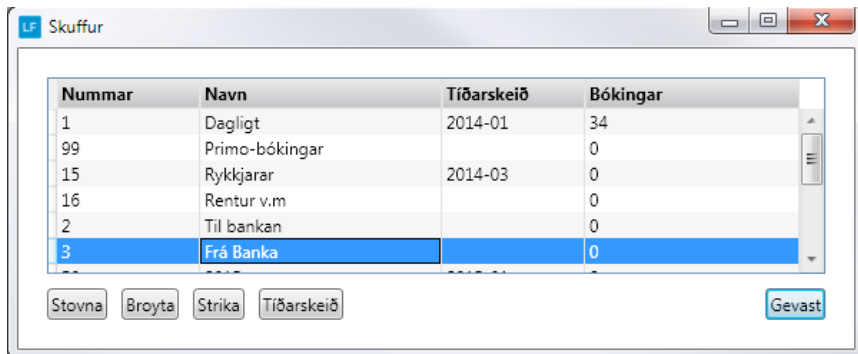 LF Skuffur
Nummar Navn Tíðarskeið Bókingar
1 Dagligt 2014-01 34
99 Primo-bókingar 0
15 Rykkjarar 2014-03 0
16 Rentur v.m 0
2 Til bankan 0
3 Frá Banka 0
Stovna Broyta Strika Tíðarskeið Gevast